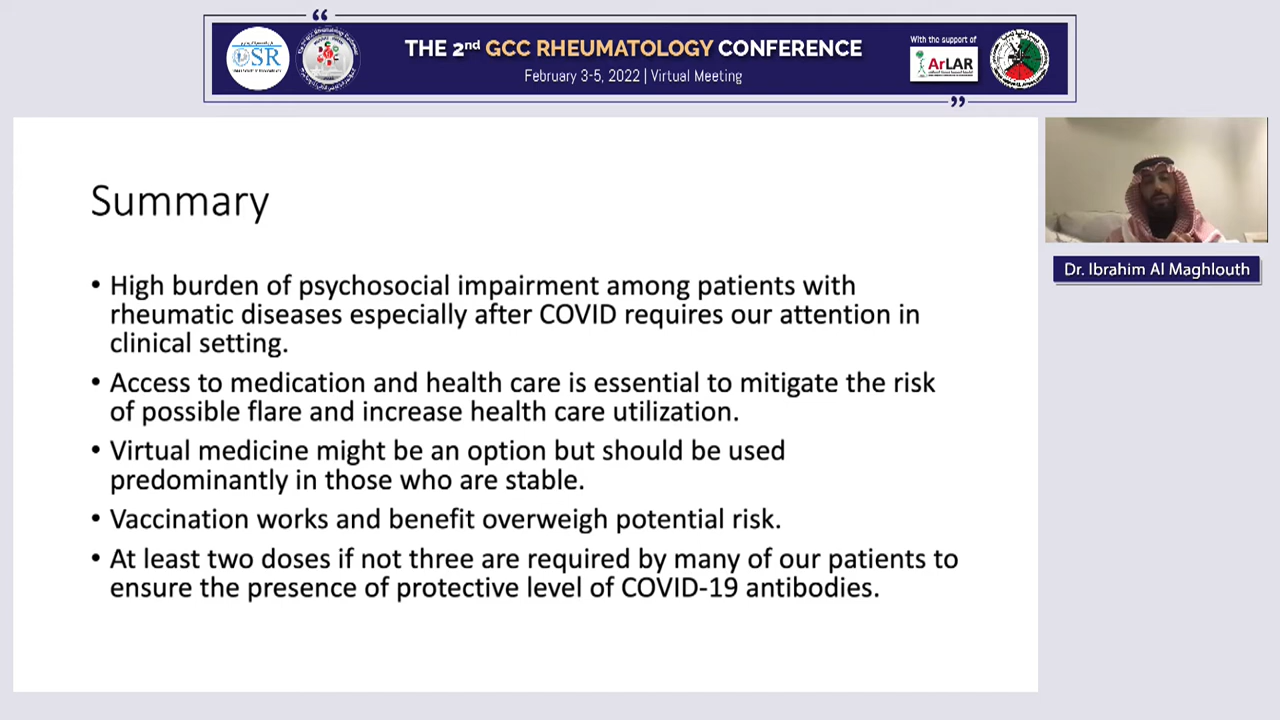 “
THE 2nd GCC RHEUMATOLOGY CONFERENCE
February 3-5, 2022 | Virtual Meeting
”
OSR
With the support of
ArLAR
Summary
• High burden of psychosocial impairment among patients with
rheumatic diseases especially after COVID requires our attention in
clinical setting.
• Access to medication and health care is essential to mitigate the risk
of possible flare and increase health care utilization.
• Virtual medicine might be an option but should be used
predominantly in those who are stable.
• Vaccination works and benefit overweigh potential risk.
• At least two doses if not three are required by many of our patients to
ensure the presence of protective level of COVID-19 antibodies.
Dr. Ibrahim Al Maghlouth